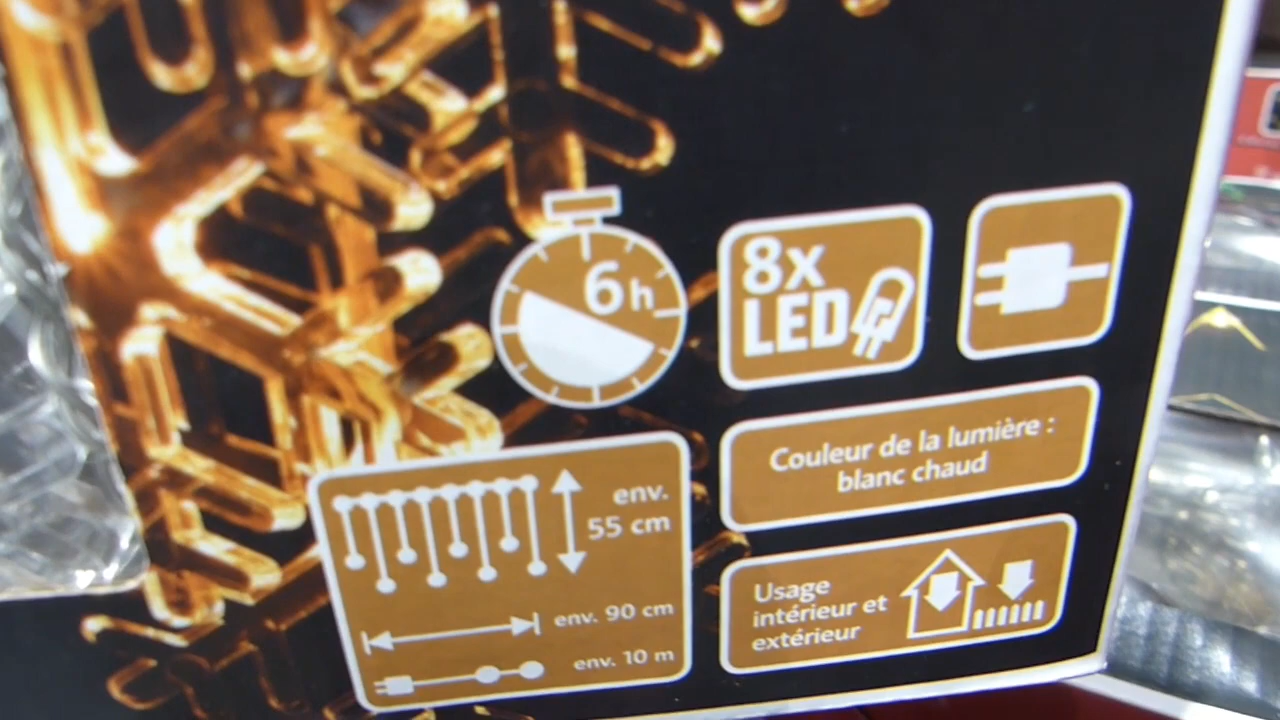 6h
8x
LED
Couleur de la lumière :
blanc chaud
env.
55 cm
env. 90 cm
env. 10 m
Usage
intérieur et
extérieur